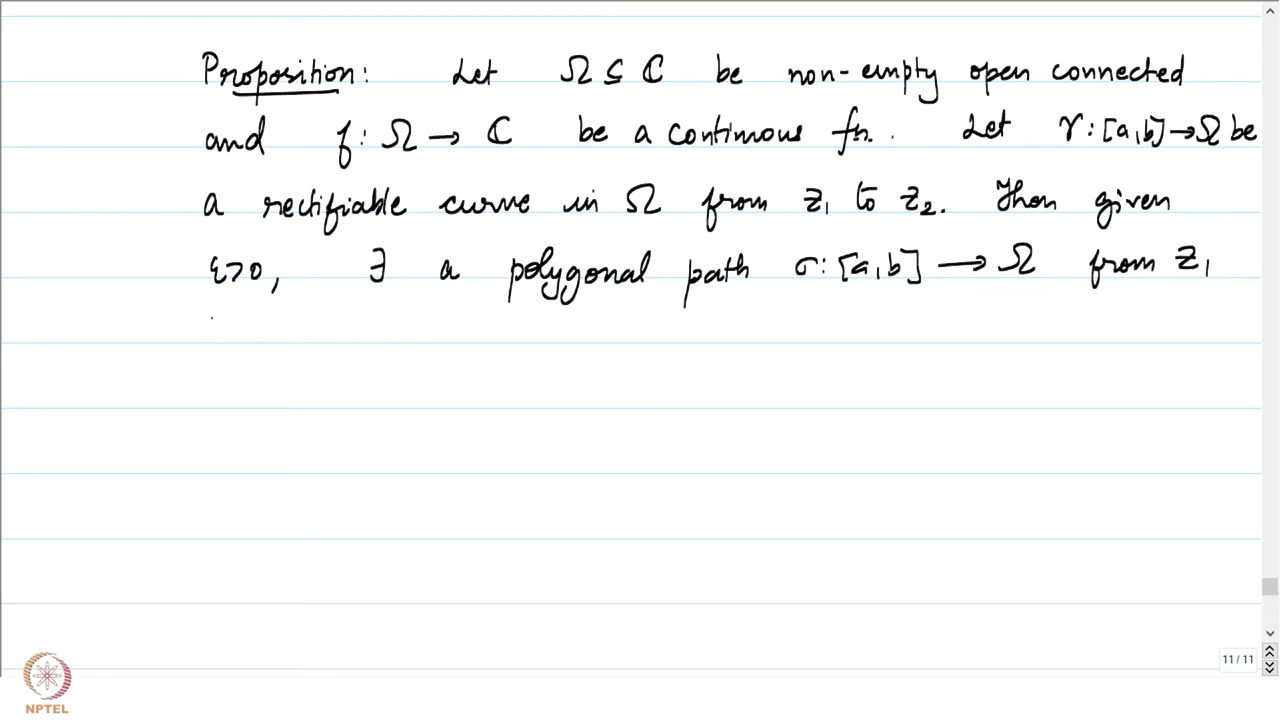 Proposition: Let Ω ⊆ ℂ be non-empty open connected
and f: Ω → ℂ be a continuous fn. Let γ: [a,b] → Ω be
a rectifiable curve in Ω from z₁ to z₂. Then given
ε>0, ∃ a polygonal path σ: [a,b] → Ω from z₁
11 / 11
NPTEL